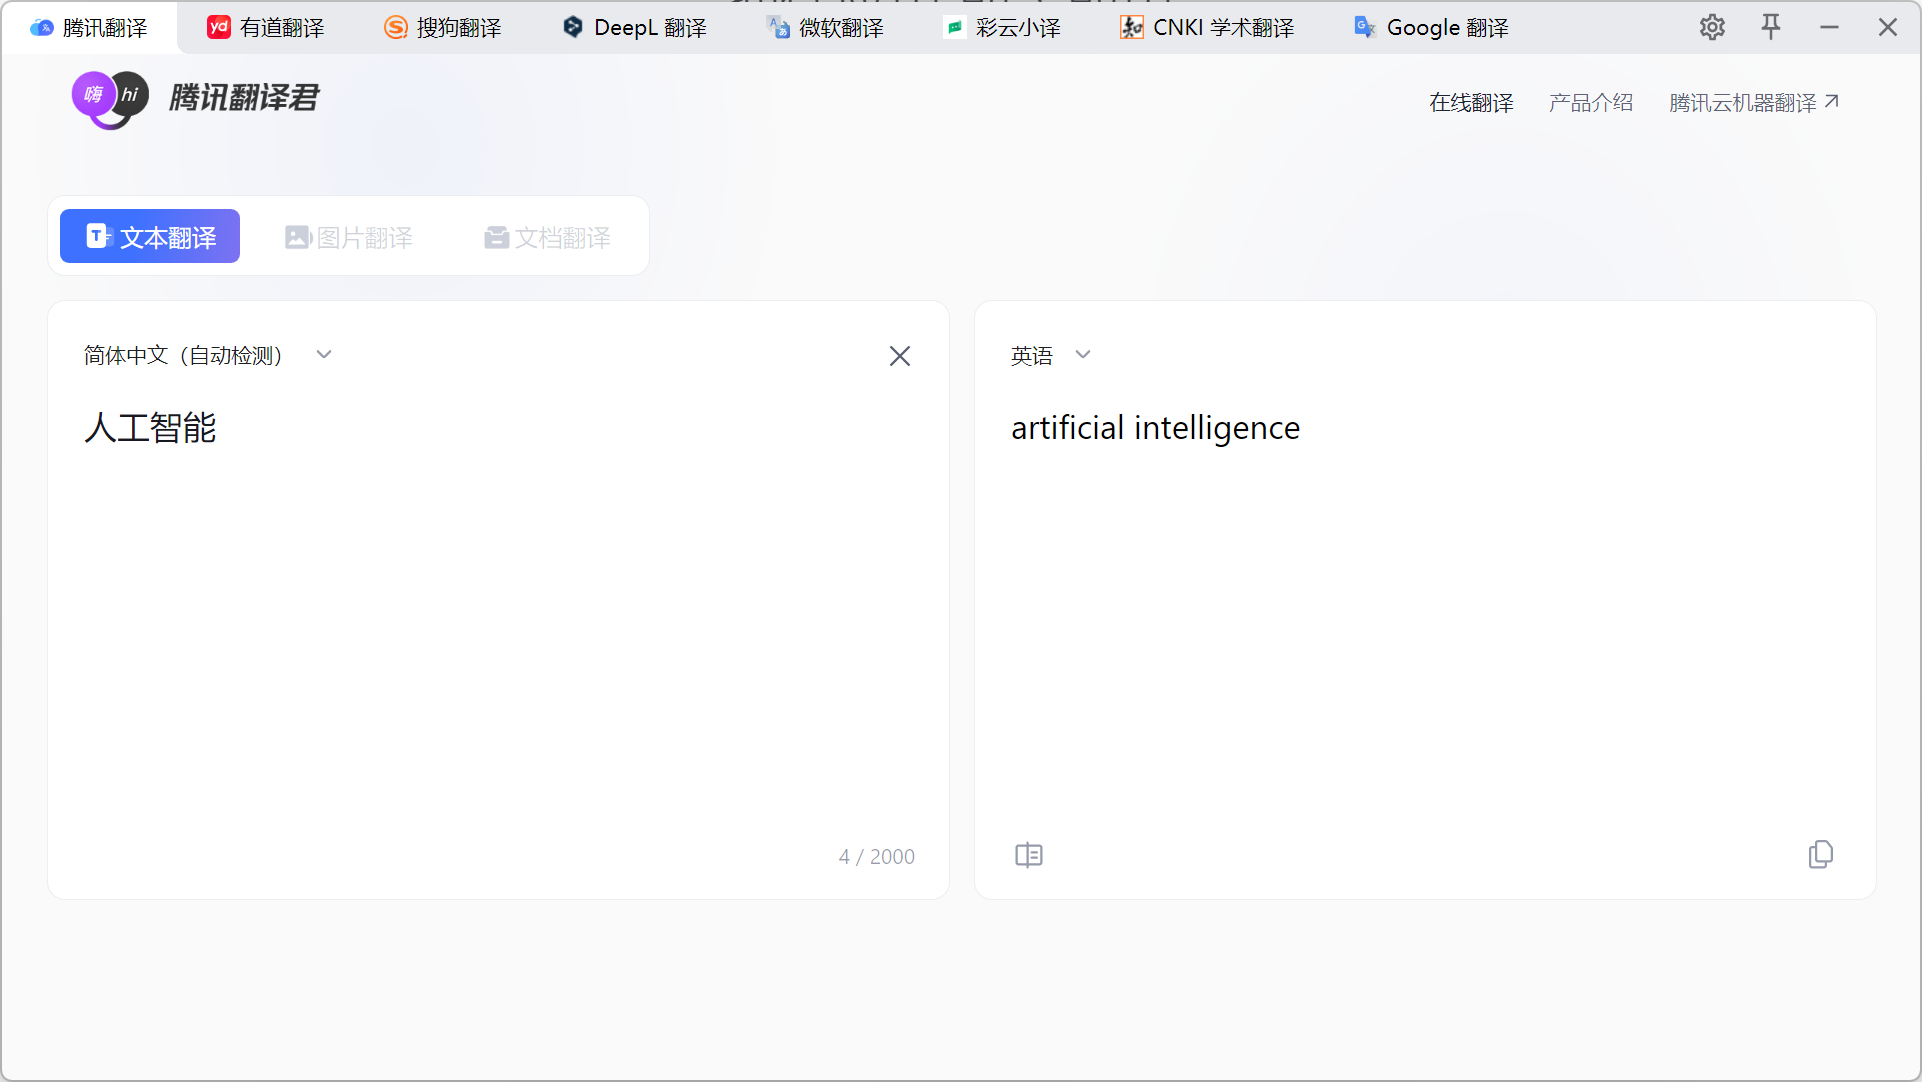 腾讯翻译
有道翻译
搜狗翻译
DeepL 翻译
微软翻译
彩云小译
CNKI 学术翻译
Google 翻译
嗨 hi 腾讯翻译君
在线翻译
产品介绍
腾讯云机器翻译
文本翻译
图片翻译
文档翻译
简体中文（自动检测）
人工智能
4 / 2000
英语
artificial intelligence